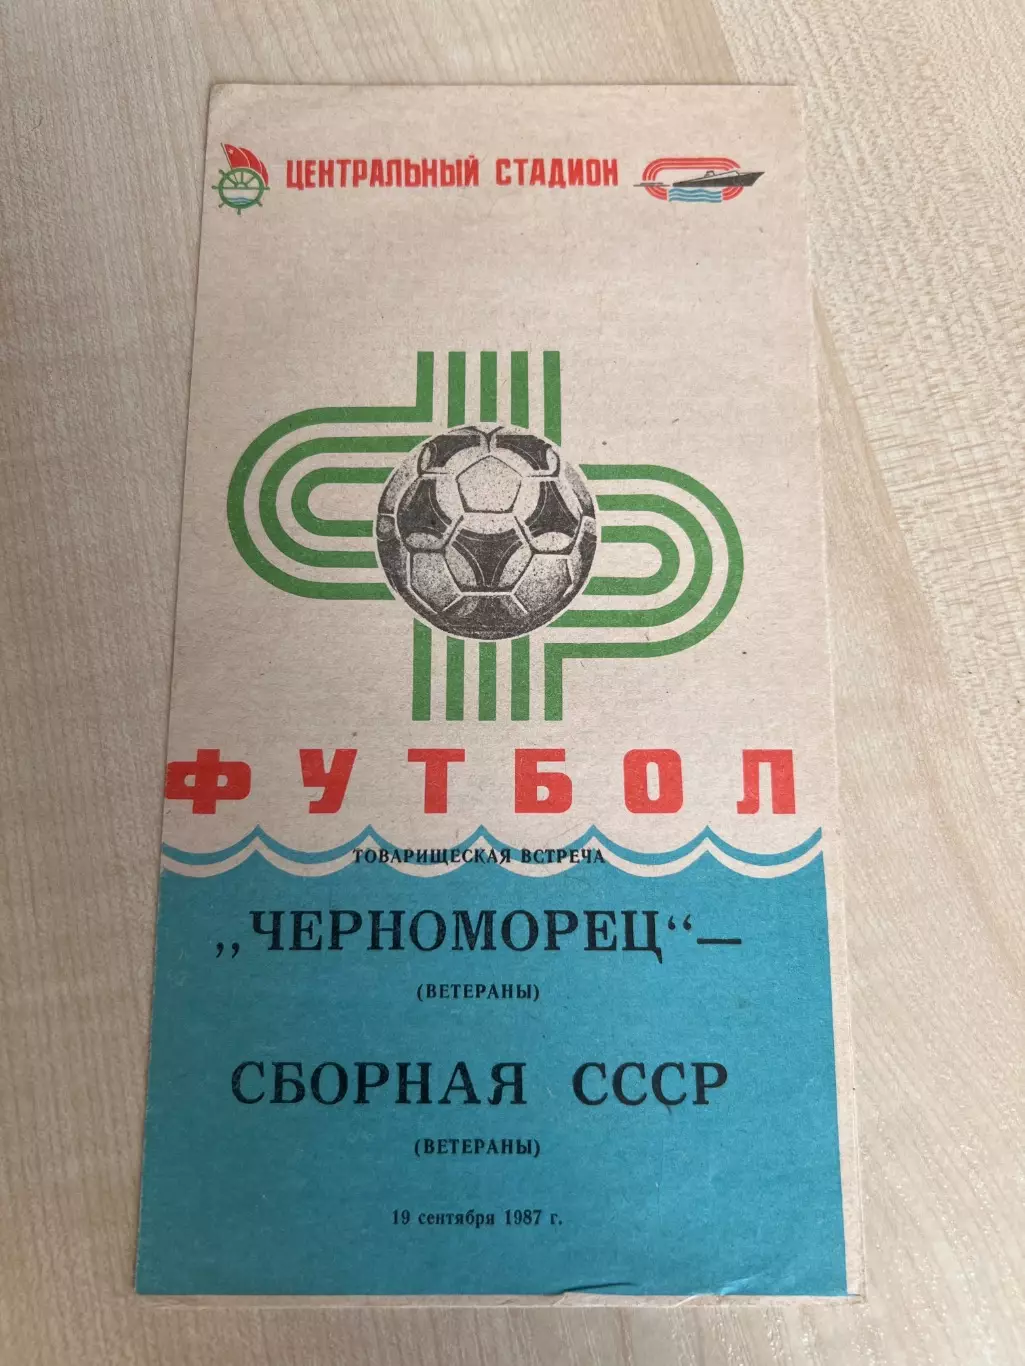 ЦЕНТРАЛЬНЫЙ СТАДИОН
ФУТБОЛ
ТОВАРИЩЕСКАЯ ВСТРЕЧА
„ЧЕРНОМОРЕЦ“ —
(ВЕТЕРАНЫ)
СБОРНАЯ СССР
(ВЕТЕРАНЫ)
19 сентября 1987 г.